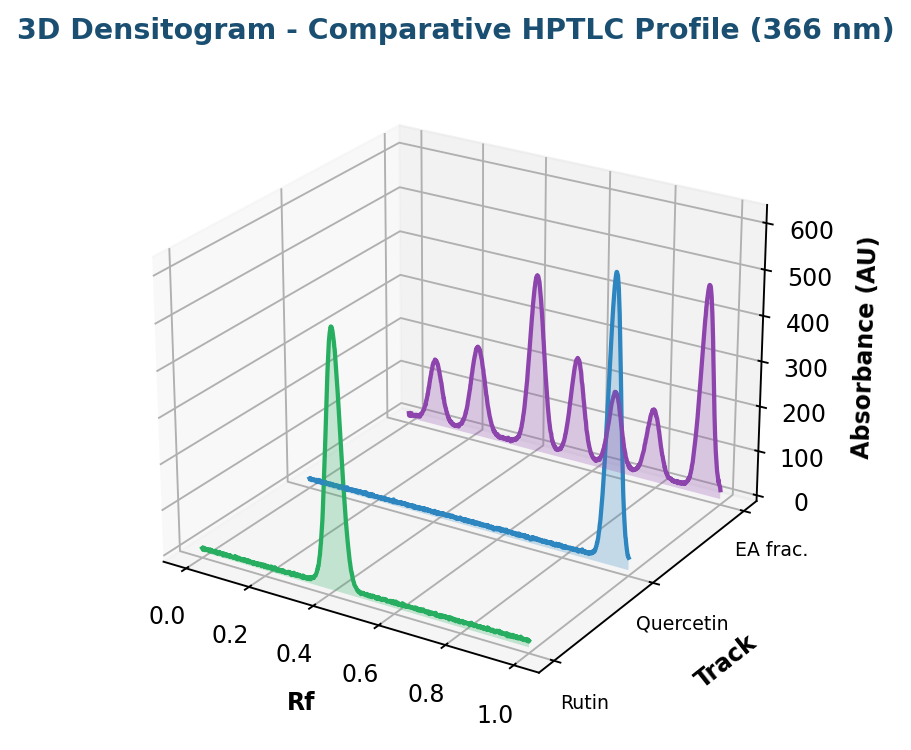 3D Densitogram - Comparative HPTLC Profile (366 nm)
600
500
400
300
200
100
0
Absorbance (AU)
EA frac.
Quercetin
Rutin
Track
0.0
0.2
0.4
0.6
0.8
1.0
Rf